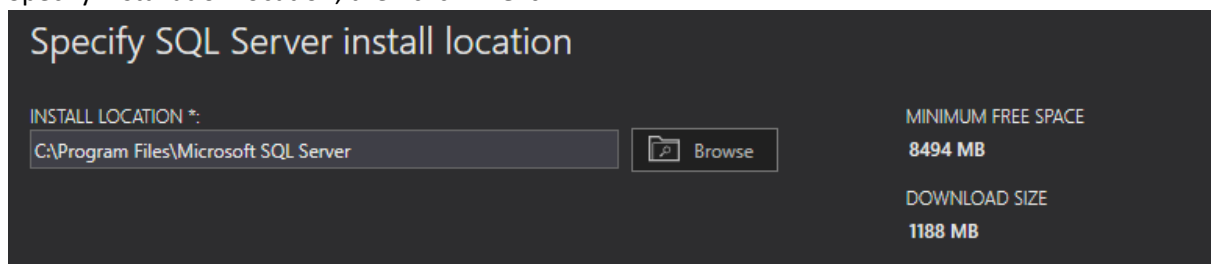 Specify SQL Server install location
INSTALL LOCATION *:
C:\Program Files\Microsoft SQL Server
Browse
MINIMUM FREE SPACE
8494 MB
DOWNLOAD SIZE
1188 MB